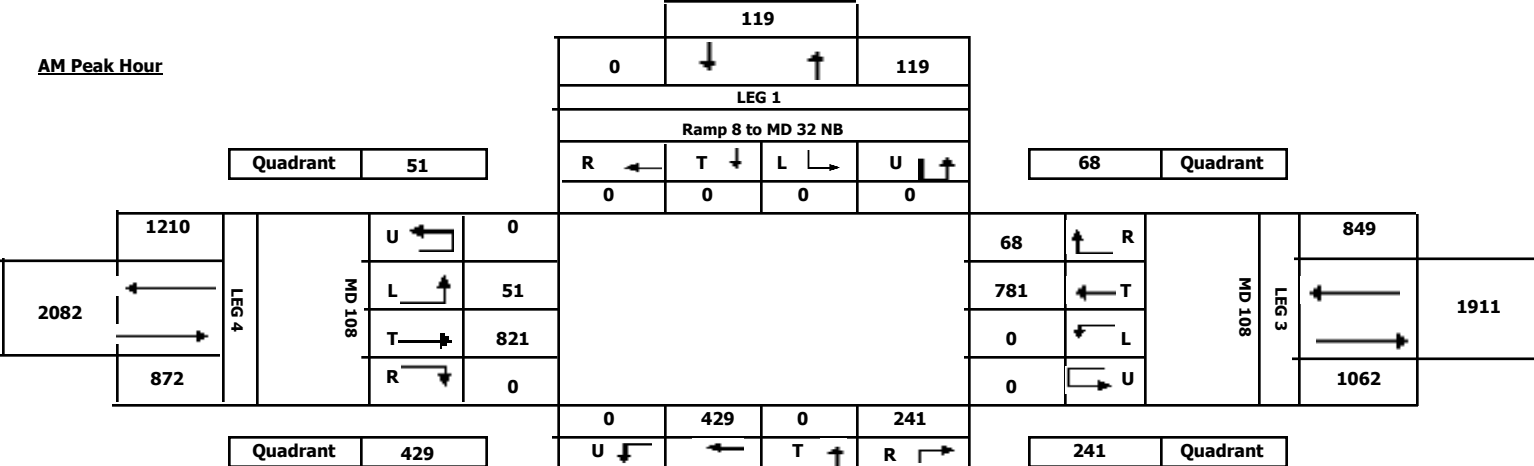 119
AM Peak Hour
0 119
LEG 1
Ramp 8 to MD 32 NB
Quadrant 51
R T L U
68 Quadrant
0 0 0 0
1210
U 0
68 R
849
2082
LEG 4
MD 108
L 51
781 T
MD 108
LEG 3
1911
T 821
0 L
872
R 0
0 U
1062
0 429 0 241
Quadrant 429
U T R
241 Quadrant